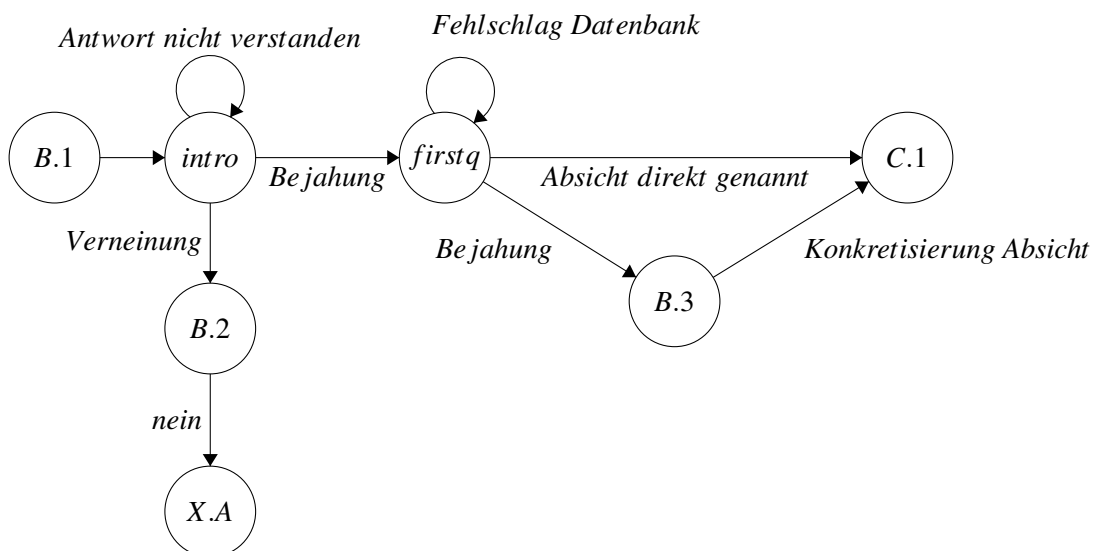 Antwort nicht verstanden
Fehlschlag Datenbank
B.1
intro
Bejahung
firstq
Absicht direkt genannt
C.1
Verneinung
Bejahung
Konkretisierung Absicht
B.3
B.2
nein
X.A